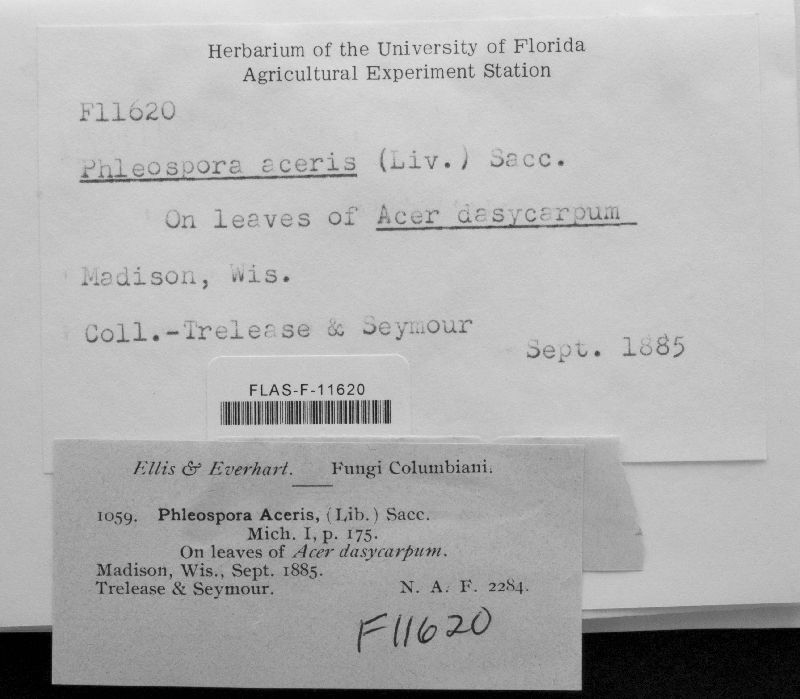 Herbarium of the University of Florida
Agricultural Experiment Station
F11620
Phleospora aceris (Liv.) Sacc.
On leaves of Acer dasycarpum
Madison, Wis.
Coll.-Trelease & Seymour
Sept. 1885
FLAS-F-11620
Ellis & Everhart. Fungi Columbiani.
1059. Phleospora Aceris, (Lib.) Sacc.
Mich. I, p. 175.
On leaves of Acer dasycarpum.
Madison, Wis., Sept. 1885.
Trelease & Seymour. N. A. F. 2284.
F11620